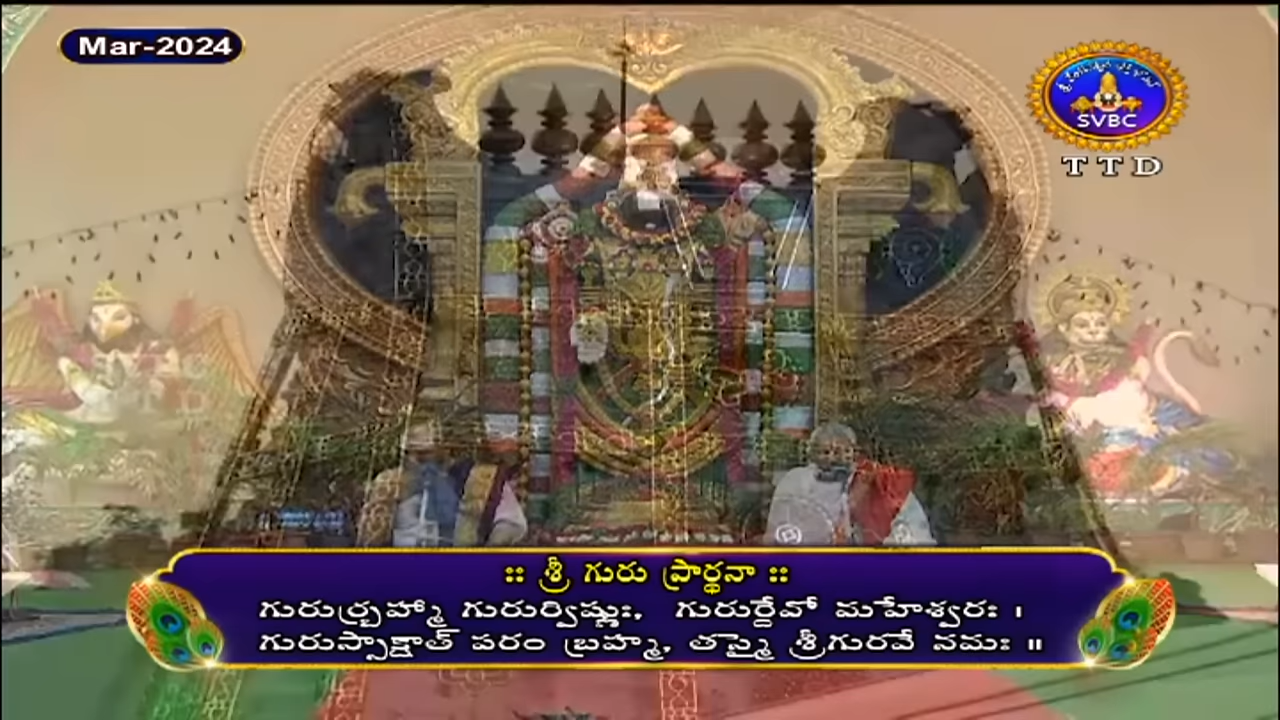 Mar-2024
SVBC
TTD
:: శ్రీ గురు ప్రార్థనా ::
గురుర్బ్రహ్మా గురుర్విష్ణుః, గురుర్దేవో మహేశ్వరః ।
గురుస్సాక్షాత్ పరం బ్రహ్మ, తస్మై శ్రీగురవే నమః ॥